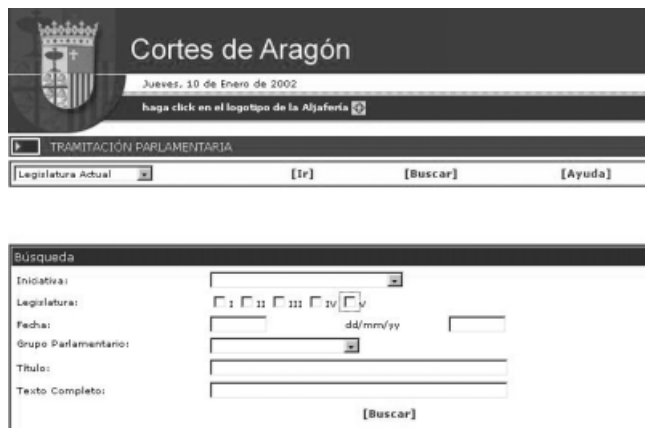 Cortes de Aragón
Jueves, 10 de Enero de 2002
haga click en el logotipo de la Aljafería
TRAMITACIÓN PARLAMENTARIA
Legislatura Actual [Ir] [Buscar] [Ayuda]
Búsqueda
Iniciativa:
Legislatura: I II III IV V
Fecha: dd/mm/yy
Grupo Parlamentario:
Título:
Texto Completo:
[Buscar]